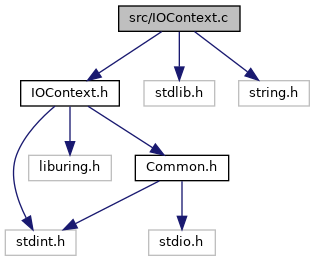 src/IOContext.c
IOContext.h
stdlib.h
string.h
liburing.h
Common.h
stdint.h
stdio.h